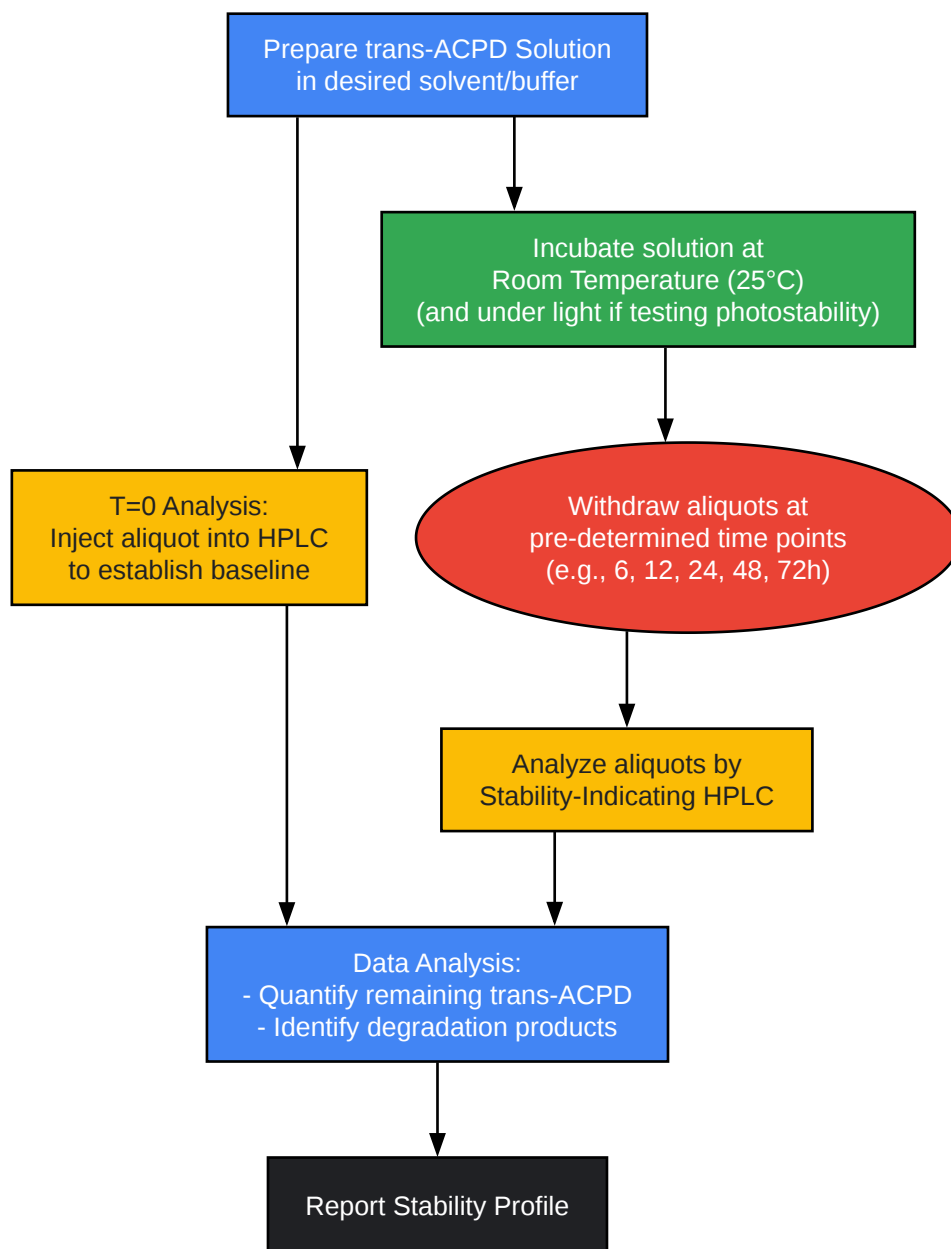 Prepare trans-ACPD Solution
in desired solvent/buffer
Incubate solution at
Room Temperature (25°C)
(and under light if testing photostability)
T=0 Analysis:
Inject aliquot into HPLC
to establish baseline
Withdraw aliquots at
pre-determined time points
(e.g., 6, 12, 24, 48, 72h)
Analyze aliquots by
Stability-Indicating HPLC
Data Analysis:
- Quantify remaining trans-ACPD
- Identify degradation products
Report Stability Profile